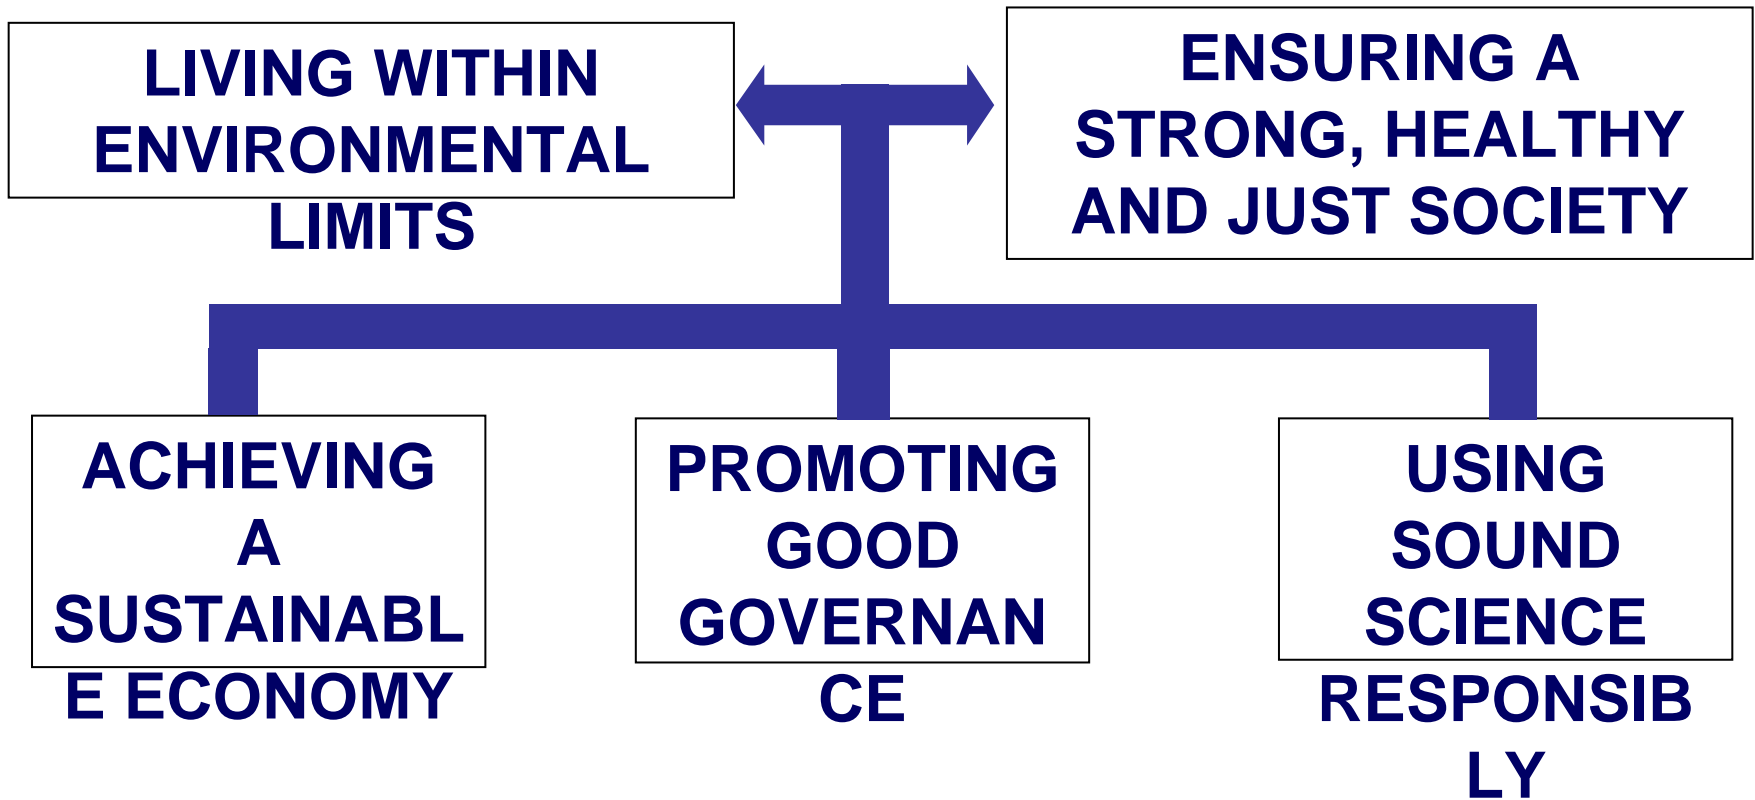 LIVING WITHIN
ENVIRONMENTAL
LIMITS
ENSURING A
STRONG, HEALTHY
AND JUST SOCIETY
ACHIEVING
A
SUSTAINABL
E ECONOMY
PROMOTING
GOOD
GOVERNAN
CE
USING
SOUND
SCIENCE
RESPONSIB
LY